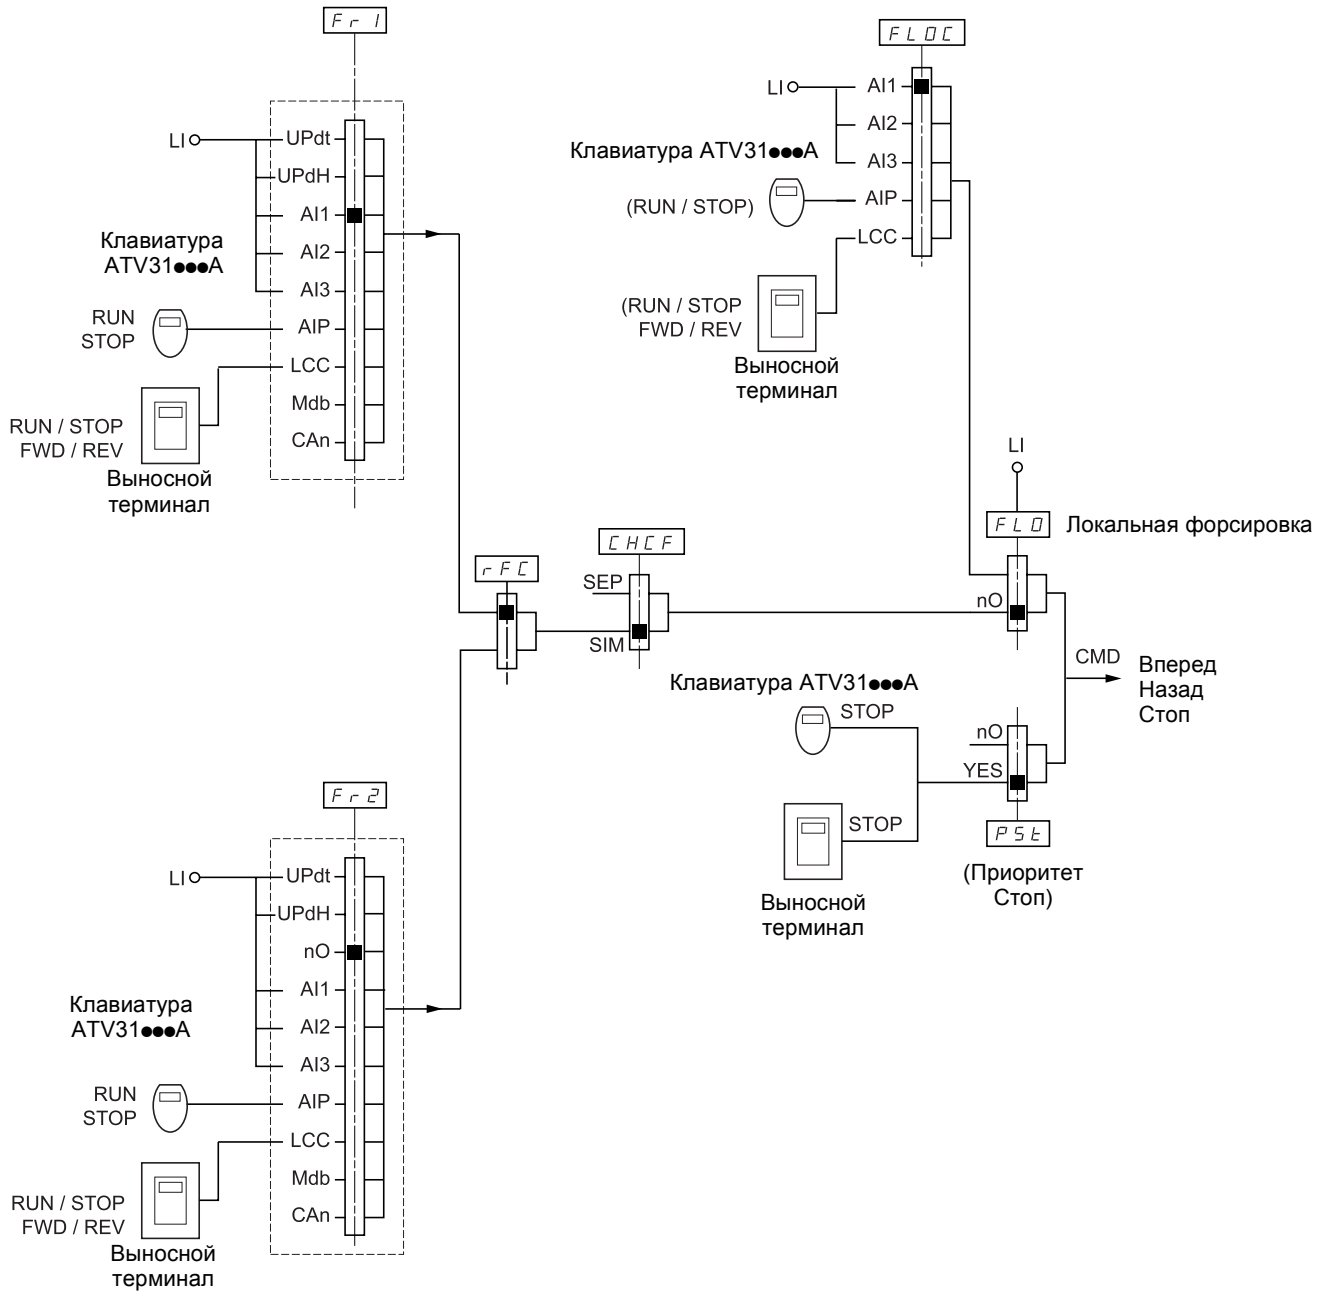 Fr1
LI
UPdt
UPdH
AI1
AI2
AI3
AIP
LCC
Mdb
CAn
Клавиатура
ATV31●●●A
RUN
STOP
RUN / STOP
FWD / REV
Выносной
терминал
FLOC
LI
AI1
AI2
AI3
AIP
LCC
Клавиатура ATV31●●●A
(RUN / STOP)
(RUN / STOP
FWD / REV
Выносной
терминал
LI
FLO
Локальная форсировка
nO
rFC
CHCF
SEP
SIM
CMD
Вперед
Назад
Стоп
Клавиатура ATV31●●●A
STOP
STOP
Выносной
терминал
nO
YES
PSt
(Приоритет
Стоп)
Fr2
LI
UPdt
UPdH
nO
AI1
AI2
AI3
AIP
LCC
Mdb
CAn
Клавиатура
ATV31●●●A
RUN
STOP
RUN / STOP
FWD / REV
Выносной
терминал